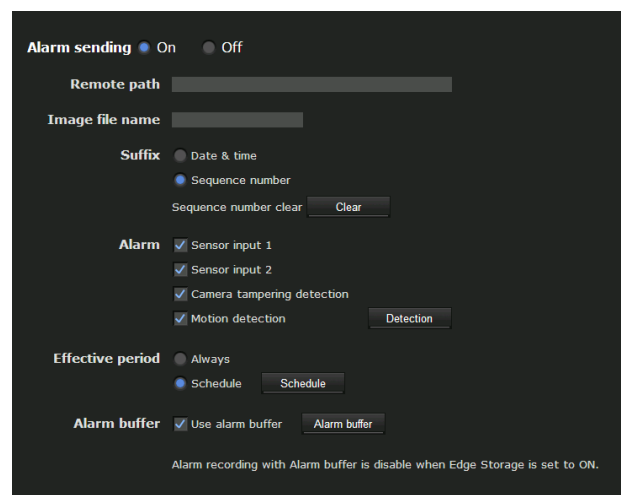 Alarm sending On Off
Remote path
Image file name
Suffix Date & time
Sequence number
Sequence number clear Clear
Alarm Sensor input 1
Sensor input 2
Camera tampering detection
Motion detection Detection
Effective period Always
Schedule Schedule
Alarm buffer Use alarm buffer Alarm buffer
Alarm recording with Alarm buffer is disable when Edge Storage is set to ON.